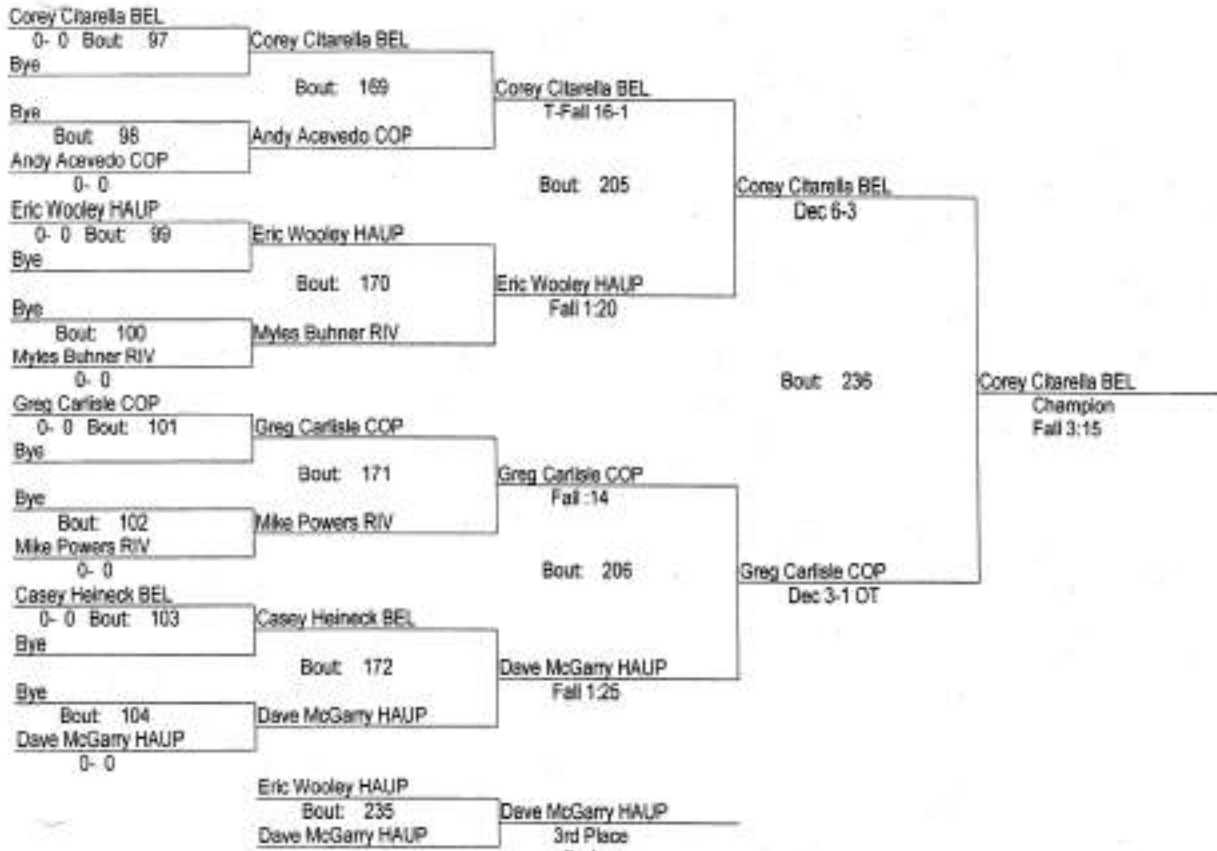 Corey Citarella BEL
0- 0 Bout: 97
Bye
Corey Citarella BEL
Bout: 169
Bye
Bout: 98
Andy Acevedo COP
0- 0
Andy Acevedo COP
Corey Citarella BEL
T-Fall 16-1
Bout: 205
Eric Wooley HAUP
0- 0 Bout: 99
Bye
Eric Wooley HAUP
Bout: 170
Bye
Bout: 100
Myles Buhner RIV
0- 0
Myles Buhner RIV
Eric Wooley HAUP
Fall 1:20
Corey Citarella BEL
Dec 6-3
Bout: 236
Greg Carlisle COP
0- 0 Bout: 101
Bye
Greg Carlisle COP
Bout: 171
Bye
Bout: 102
Mike Powers RIV
0- 0
Mike Powers RIV
Greg Carlisle COP
Fall :14
Bout: 206
Casey Heineck BEL
0- 0 Bout: 103
Bye
Casey Heineck BEL
Bout: 172
Bye
Bout: 104
Dave McGarry HAUP
0- 0
Dave McGarry HAUP
Dave McGarry HAUP
Fall 1:25
Greg Carlisle COP
Dec 3-1 OT
Corey Citarella BEL
Champion
Fall 3:15
Eric Wooley HAUP
Bout: 235
Dave McGarry HAUP
Dave McGarry HAUP
3rd Place